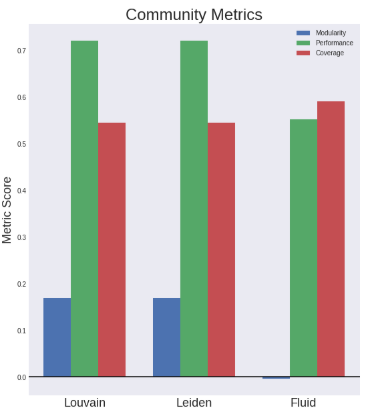 Community Metrics
Modularity
Performance
Coverage
Metric Score
0.7
0.6
0.5
0.4
0.3
0.2
0.1
0.0
Louvain Leiden Fluid